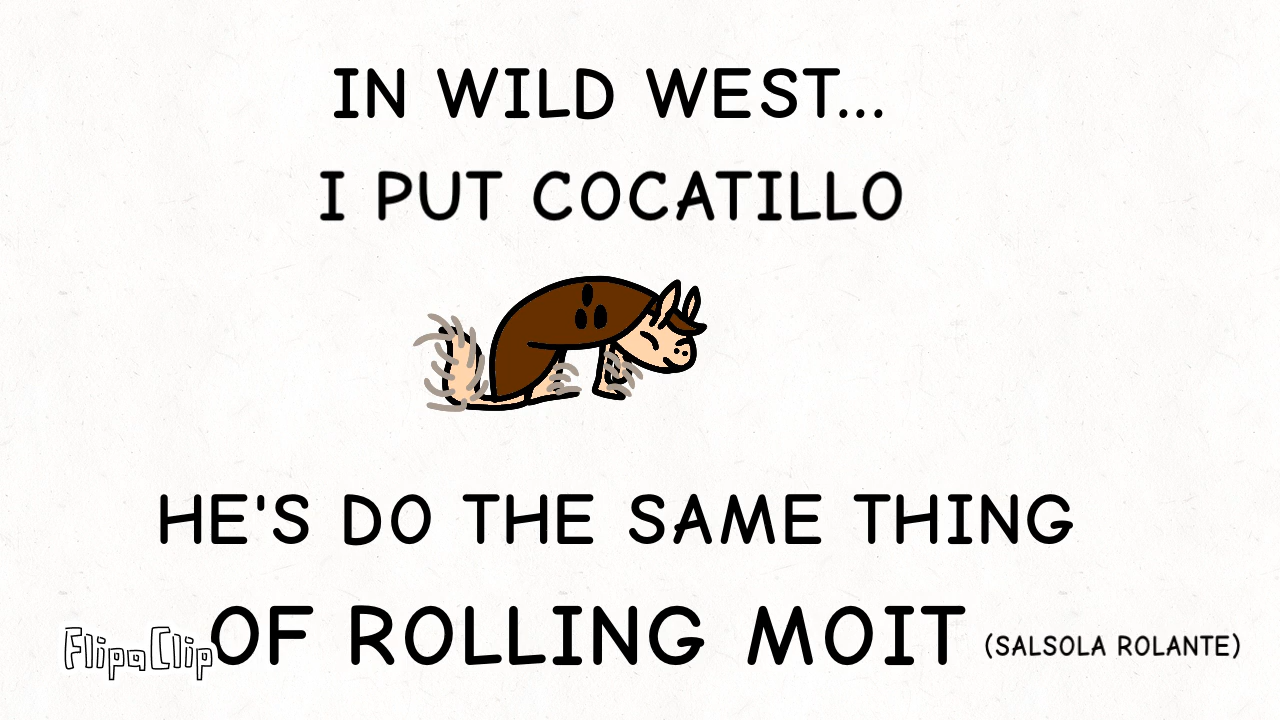 IN WILD WEST...
I PUT COCATILLO
HE'S DO THE SAME THING
OF ROLLING MOIT (SALSOLA ROLANTE)
FlipaClip